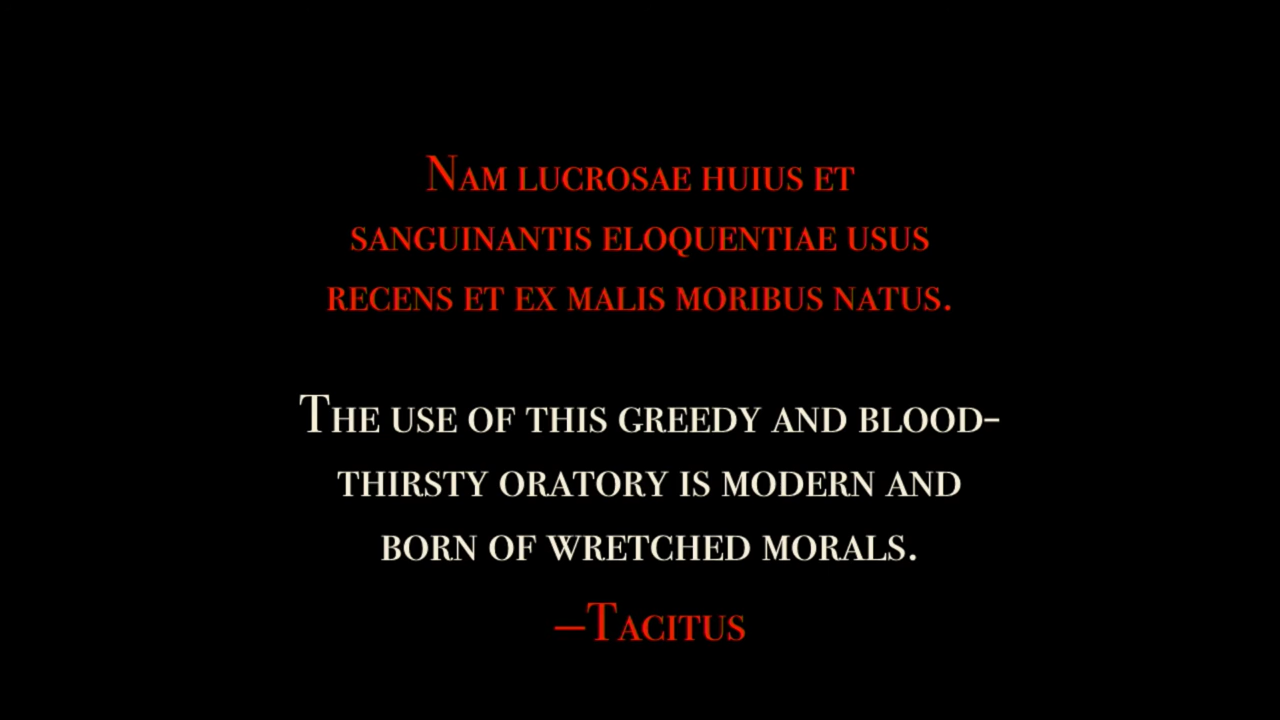 Nam lucrosae huius et
sanguinantis eloquentiae usus
recens et ex malis moribus natus.
The use of this greedy and blood-
thirsty oratory is modern and
born of wretched morals.
—Tacitus